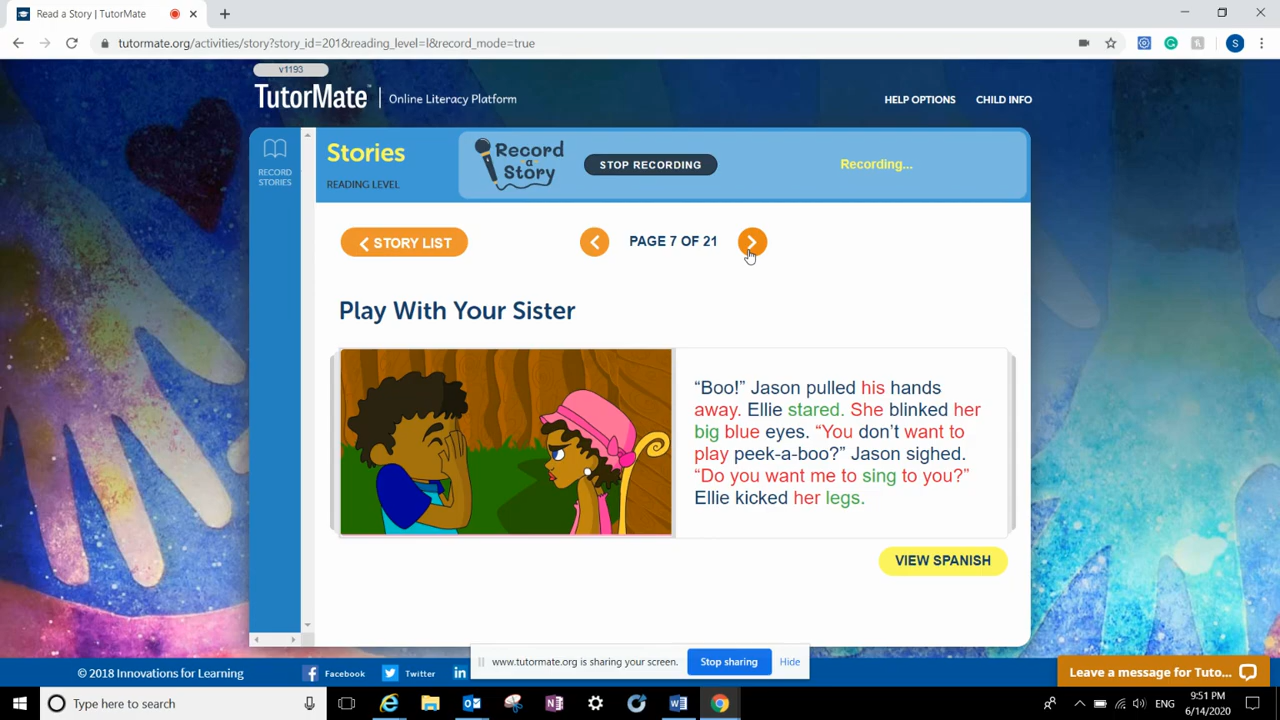 Read a Story | TutorMate
tutormate.org/activities/story?story_id=201&reading_level=I&record_mode=true
S
v1193
TutorMate
Online Literacy Platform
HELP OPTIONS
CHILD INFO
RECORD
STORIES
Stories
READING LEVEL
Record
a
Story
STOP RECORDING
Recording...
STORY LIST
PAGE 7 OF 21
Play With Your Sister
“Boo!” Jason pulled his hands
away. Ellie stared. She blinked her
big blue eyes. “You don’t want to
play peek-a-boo?” Jason sighed.
“Do you want me to sing to you?”
Ellie kicked her legs.
VIEW SPANISH
www.tutormate.org is sharing your screen.
Stop sharing
Hide
© 2018 Innovations for Learning
Facebook
Twitter
Leave a message for Tuto...
Type here to search
ENG
9:51 PM
6/14/2020